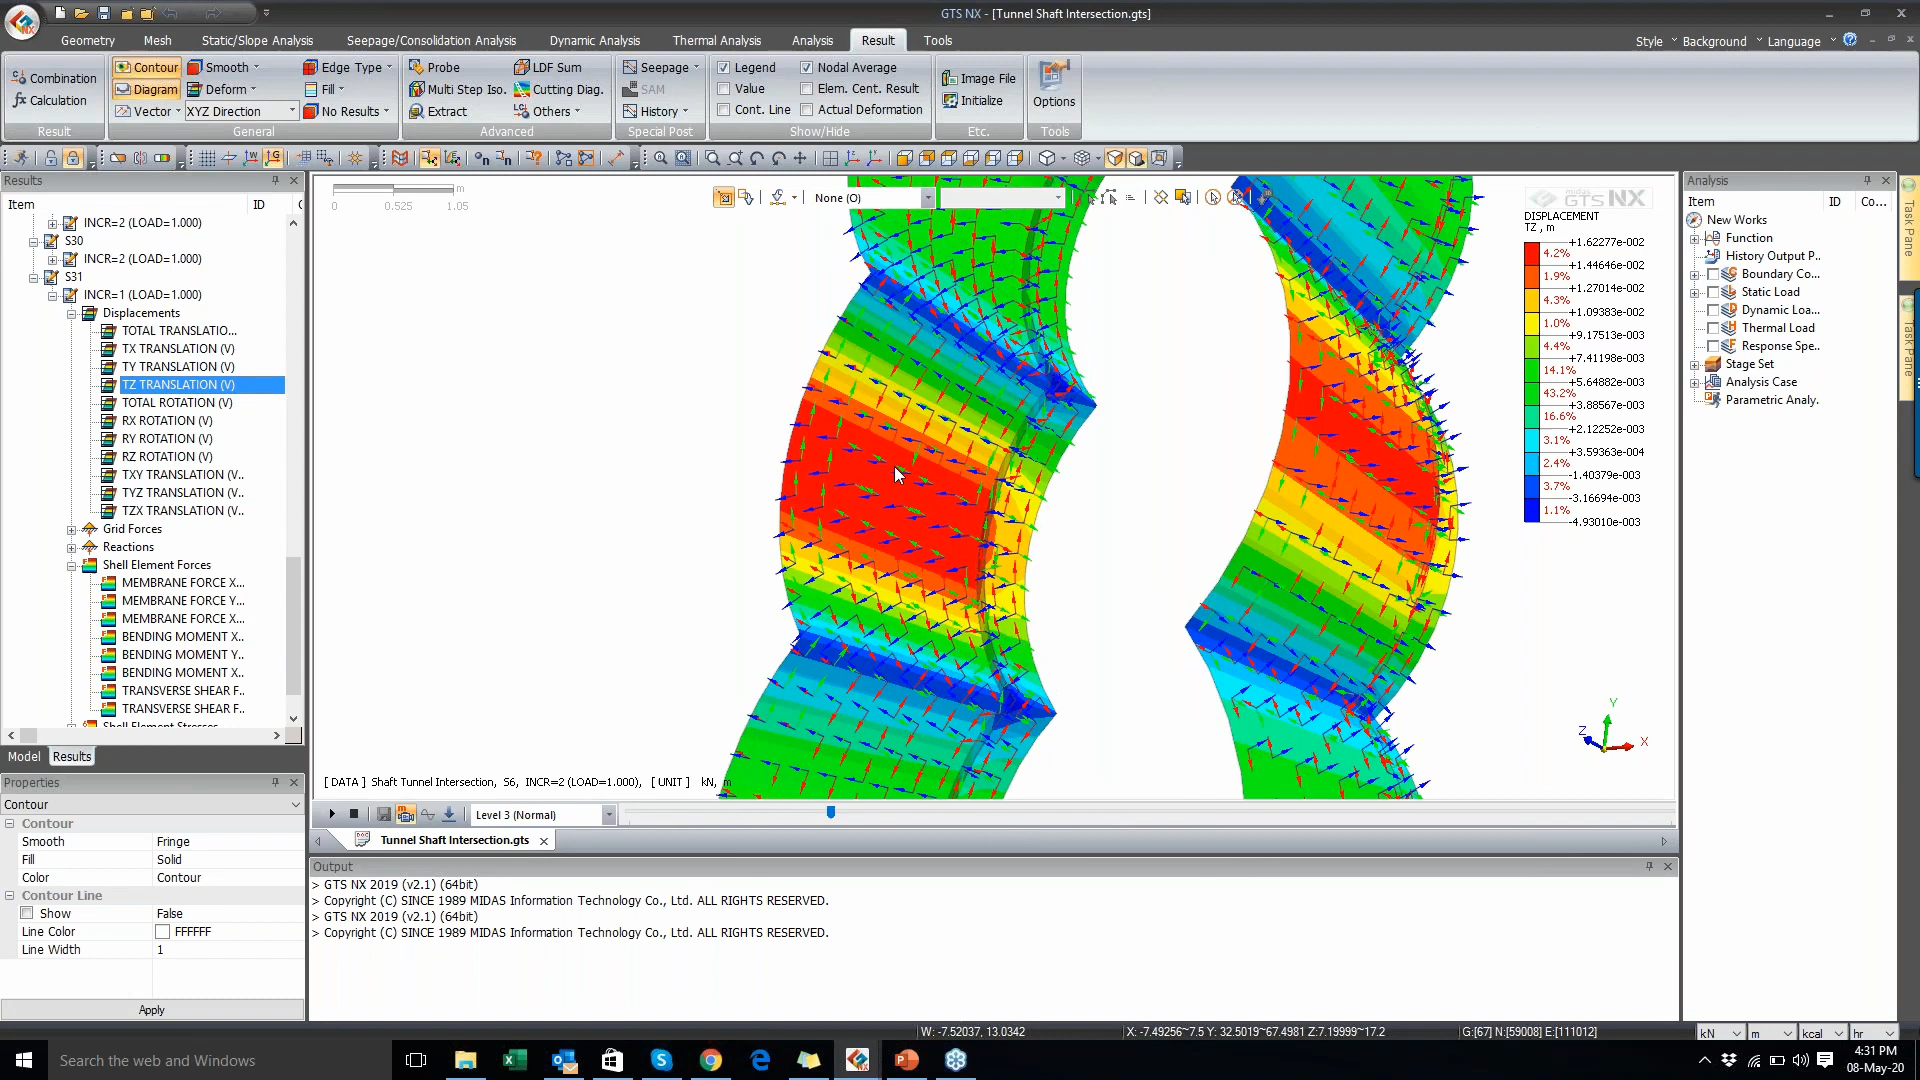 GTS NX - [Tunnel Shaft Intersection.gts]
Geometry Mesh Static/Slope Analysis Seepage/Consolidation Analysis Dynamic Analysis Thermal Analysis Analysis Result Tools
Style Background Language
Combination
Calculation
Result
Contour Smooth Edge Type
Diagram Deform Fill
Vector XYZ Direction No Results
General
Probe LDF Sum
Multi Step Iso. Cutting Diag.
Extract Others
Advanced
Seepage
SAM
History
Special Post
Legend Nodal Average
Value Elem. Cent. Result
Cont. Line Actual Deformation
Show/Hide
Image File
Initialize
Etc.
Options
Tools
Results
Item ID
INCR=2 (LOAD=1.000)
S30
INCR=2 (LOAD=1.000)
S31
INCR=1 (LOAD=1.000)
Displacements
TOTAL TRANSLATIO...
TX TRANSLATION (V)
TY TRANSLATION (V)
TZ TRANSLATION (V)
TOTAL ROTATION (V)
RX ROTATION (V)
RY ROTATION (V)
RZ ROTATION (V)
TXY TRANSLATION (V..
TYZ TRANSLATION (V..
TZX TRANSLATION (V..
Grid Forces
Reactions
Shell Element Forces
MEMBRANE FORCE X...
MEMBRANE FORCE Y...
MEMBRANE FORCE X...
BENDING MOMENT X..
BENDING MOMENT Y..
BENDING MOMENT X..
TRANSVERSE SHEAR F..
TRANSVERSE SHEAR F..
Shell Element Stresses
Model Results
Properties
Contour
Contour
Smooth Fringe
Fill Solid
Color Contour
Contour Line
Show False
Line Color FFFFFF
Line Width 1
Apply
m
0 0.525 1.05
None (O)
midas
GTS NX
DISPLACEMENT
TZ , m
+1.62277e-002
4.2%
+1.44646e-002
1.9%
+1.27014e-002
4.3%
+1.09383e-002
1.0%
+9.17513e-003
4.4%
+7.41198e-003
14.1%
+5.64882e-003
43.2%
+3.88567e-003
16.6%
+2.12252e-003
3.1%
+3.59363e-004
2.4%
-1.40379e-003
3.7%
-3.16694e-003
1.1%
-4.93010e-003
Y
Z
X
[ DATA ] Shaft Tunnel Intersection, S6, INCR=2 (LOAD=1.000), [ UNIT ] kN, m
Level 3 (Normal)
Tunnel Shaft Intersection.gts
Output
> GTS NX 2019 (v2.1) (64bit)
> Copyright (C) SINCE 1989 MIDAS Information Technology Co., Ltd. ALL RIGHTS RESERVED.
> GTS NX 2019 (v2.1) (64bit)
> Copyright (C) SINCE 1989 MIDAS Information Technology Co., Ltd. ALL RIGHTS RESERVED.
Analysis
Item ID Co...
New Works
Function
History Output P..
Boundary Co...
Static Load
Dynamic Loa...
Thermal Load
Response Spe..
Stage Set
Analysis Case
Parametric Analy.
Task Pane
Task Pane
W: -7.52037, 13.0342
X: -7.49256~7.5 Y: 32.5019~67.4981 Z:7.19999~17.2
G:[67] N:[59008] E:[111012]
kN m kcal hr
Search the web and Windows
4:31 PM
08-May-20